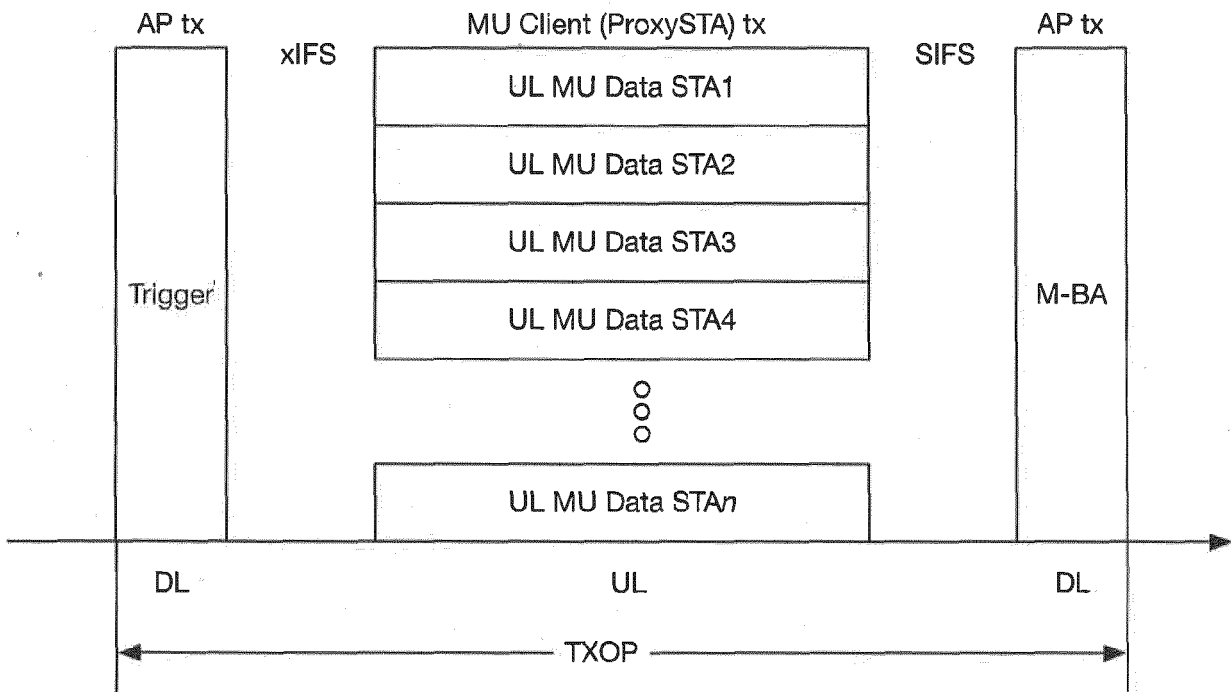 AP tx
MU Client (ProxySTA) tx
AP tx
xIFS
SIFS
UL MU Data STA1
UL MU Data STA2
UL MU Data STA3
UL MU Data STA4
Trigger
M-BA
UL MU Data STAn
DL
UL
DL
TXOP